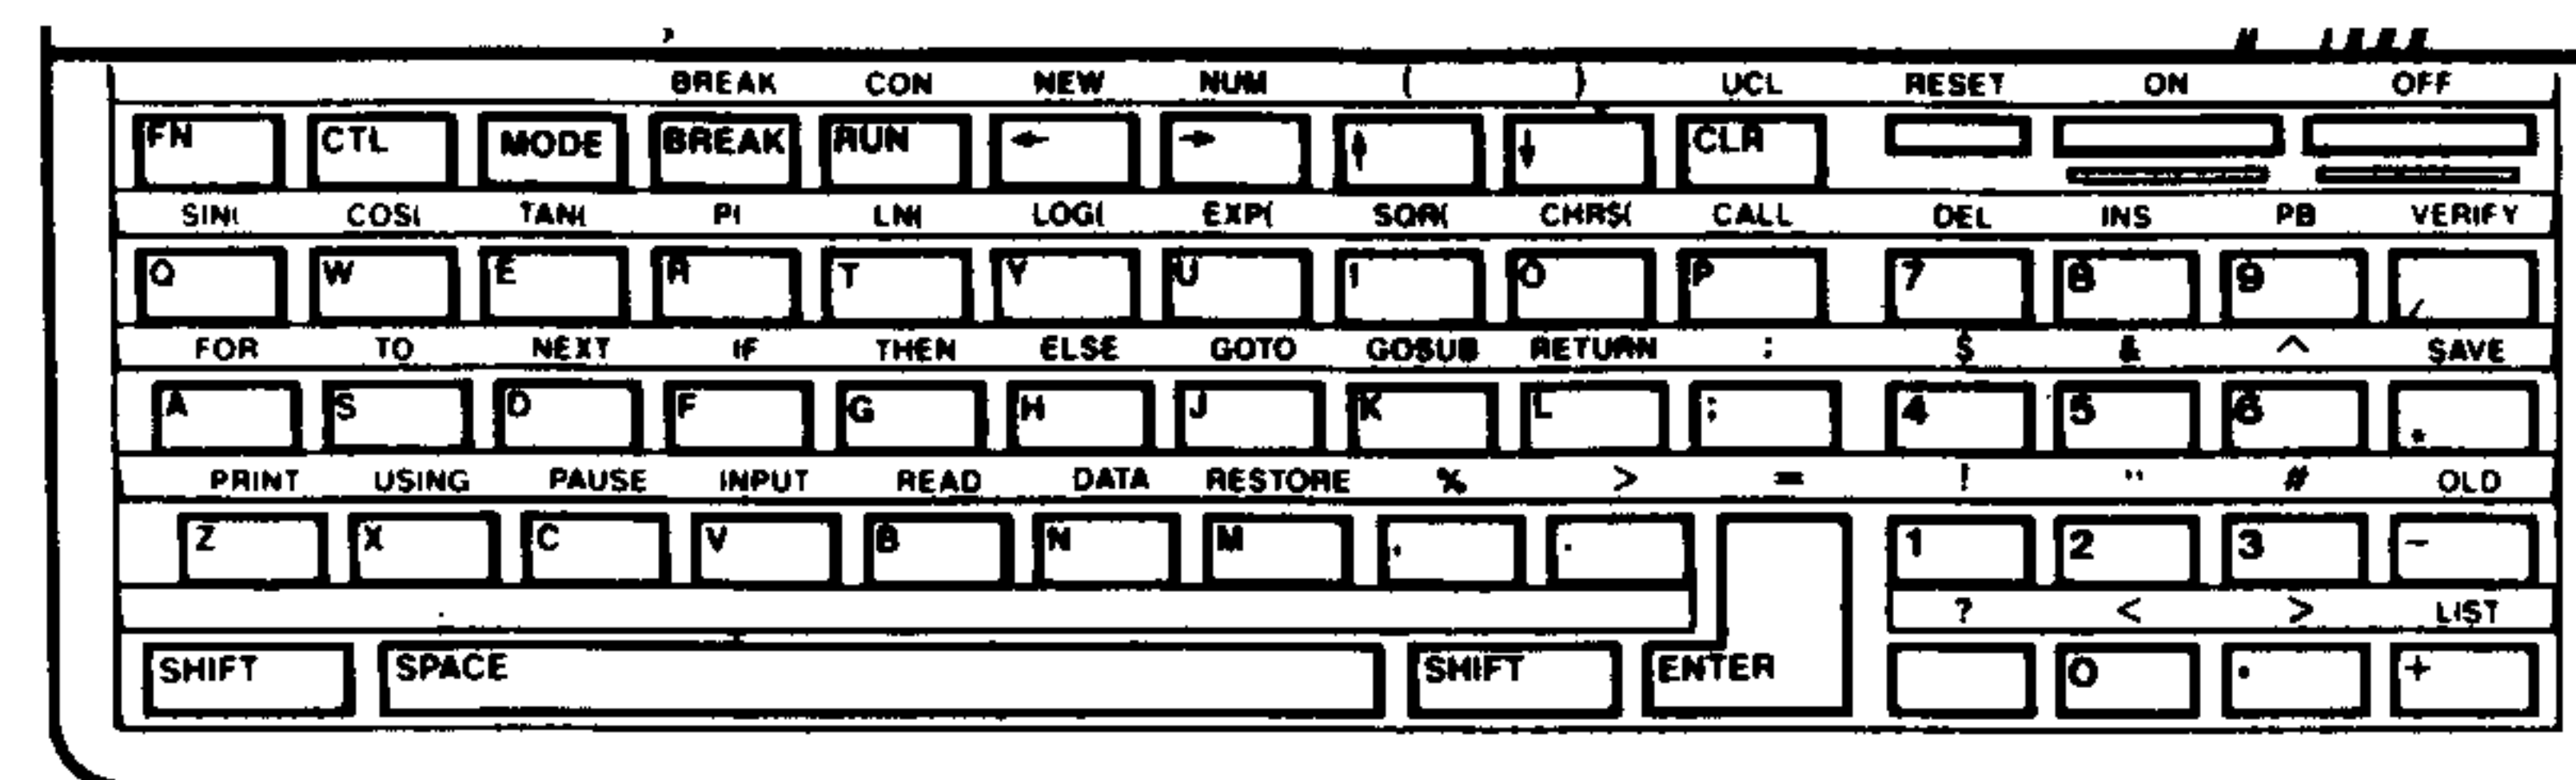 BREAK CON NEW NUM ( ) UCL RESET ON OFF
FN CTL MODE BREAK RUN ← → ↑ ↓ CLR
SIN( COS( TAN( PI LN( LOG( EXP( SQR( CHR$( CALL DEL INS PB VERIFY
Q W E R T Y U I O P 7 8 9 /
FOR TO NEXT IF THEN ELSE GOTO GOSUB RETURN : $ & ^ SAVE
A S D F G H J K L ; 4 5 6 *
PRINT USING PAUSE INPUT READ DATA RESTORE % > = ! " # OLD
Z X C V B N M , . 1 2 3 -
? < > LIST
SHIFT SPACE SHIFT ENTER 0 . +